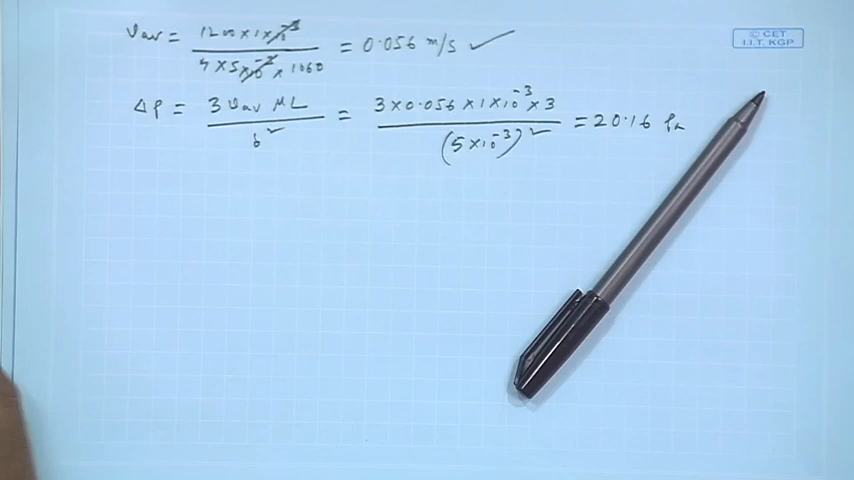 © CET
I.I.T. KGP
Vav = 1200 × 1 × 10⁻³ / 4 × 5 × 10⁻³ × 1060 = 0.056 m/s ✓
ΔP = 3 Vav μL / b² = 3 × 0.056 × 1 × 10⁻³ × 3 / (5 × 10⁻³)² = 20.16 Pa